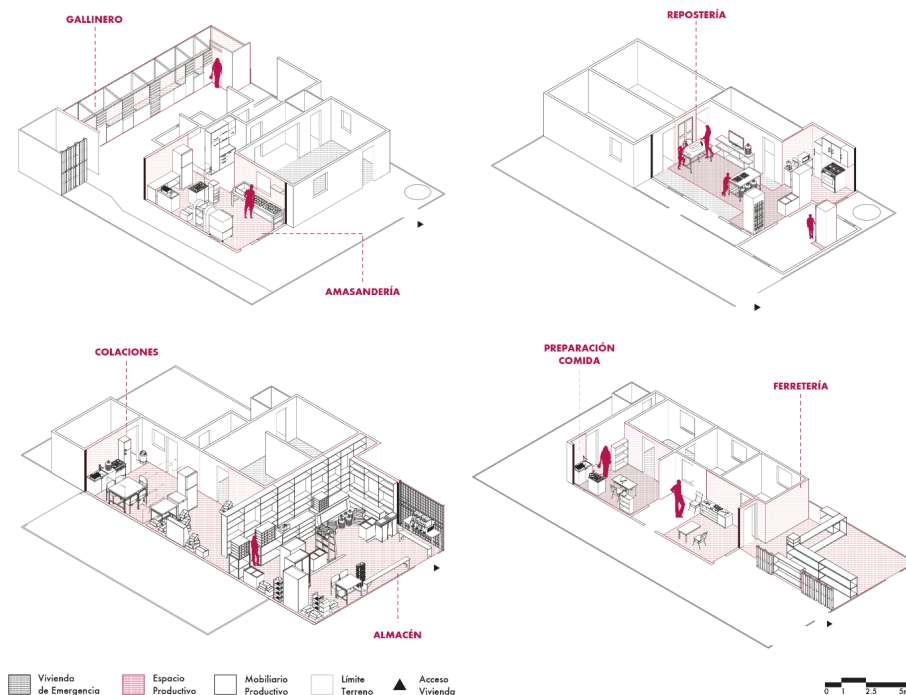 GALLINERO
REPOSTERÍA
AMASANDERÍA
COLACIONES
PREPARACIÓN
COMIDA
FERRETERÍA
ALMACÉN
Vivienda
de Emergencia
Espacio
Productivo
Mobiliario
Productivo
Límite
Terreno
Acceso
Vivienda
0 1 2.5